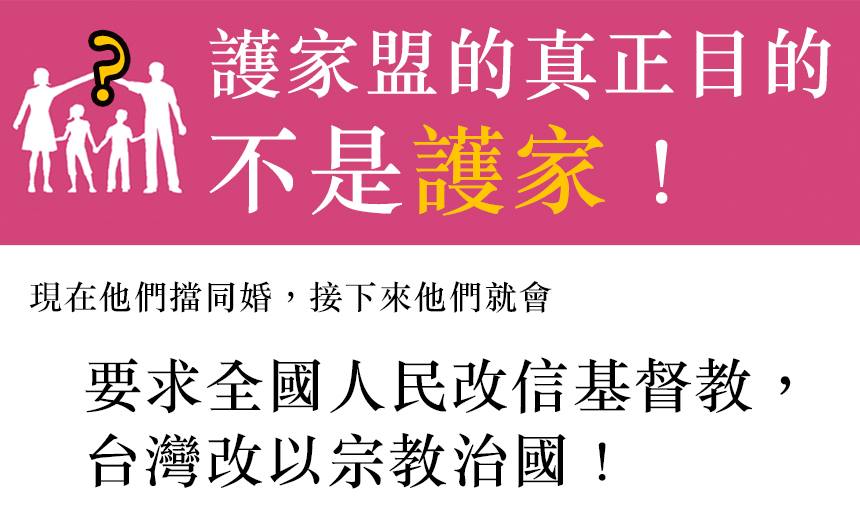 ?
護家盟的真正目的
不是護家！
現在他們擋同婚，接下來他們就會
要求全國人民改信基督教，
台灣改以宗教治國！